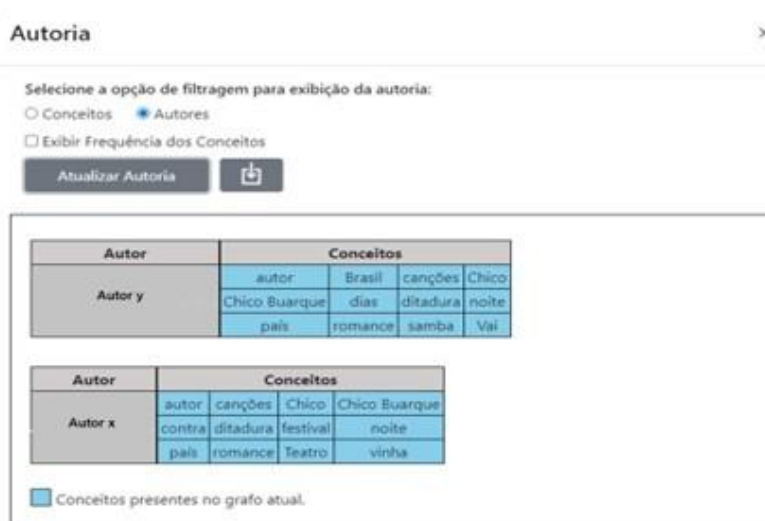 Autoria ×
Selecione a opção de filtragem para exibição da autoria:
Conceitos Autores
Exibir Frequência dos Conceitos
Atualizar Autoria
Autor Conceitos
Autor y
autor Brasil canções Chico
Chico Buarque dias ditadura noite
país romance samba Vai
Autor Conceitos
Autor x
autor canções Chico Chico Buarque
contra ditadura festival noite
país romance Teatro vinha
Conceitos presentes no grafo atual.